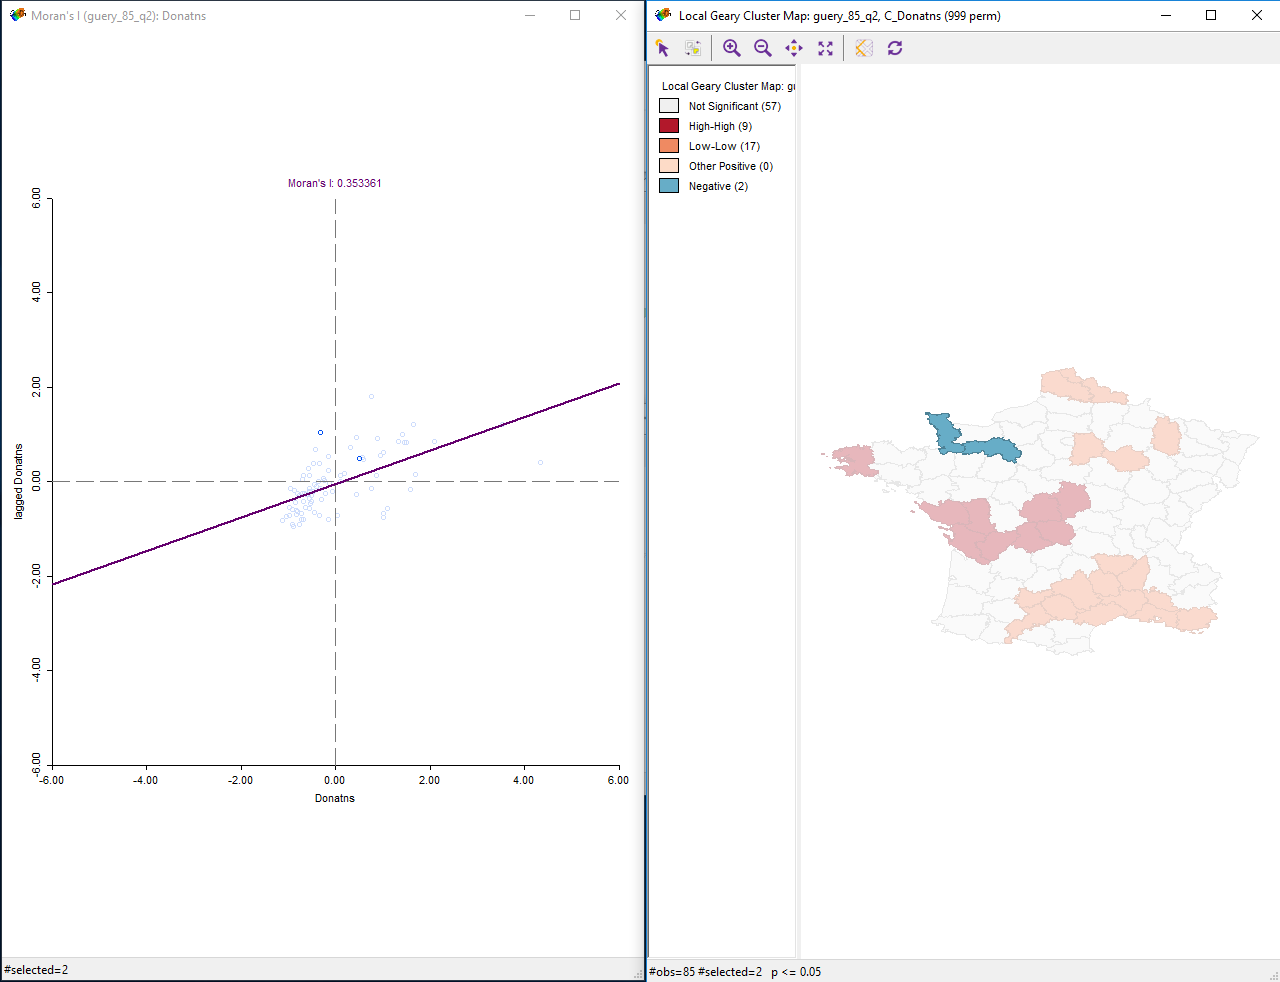 Moran's I (guery_85_q2): Donatns
Moran's I: 0.353361
6.00
4.00
2.00
0.00
-2.00
-4.00
-6.00
lagged Donatns
-6.00 -4.00 -2.00 0.00 2.00 4.00 6.00
Donatns
#selected=2
Local Geary Cluster Map: guery_85_q2, C_Donatns (999 perm)
Local Geary Cluster Map: gu
Not Significant (57)
High-High (9)
Low-Low (17)
Other Positive (0)
Negative (2)
#obs=85 #selected=2 p <= 0.05